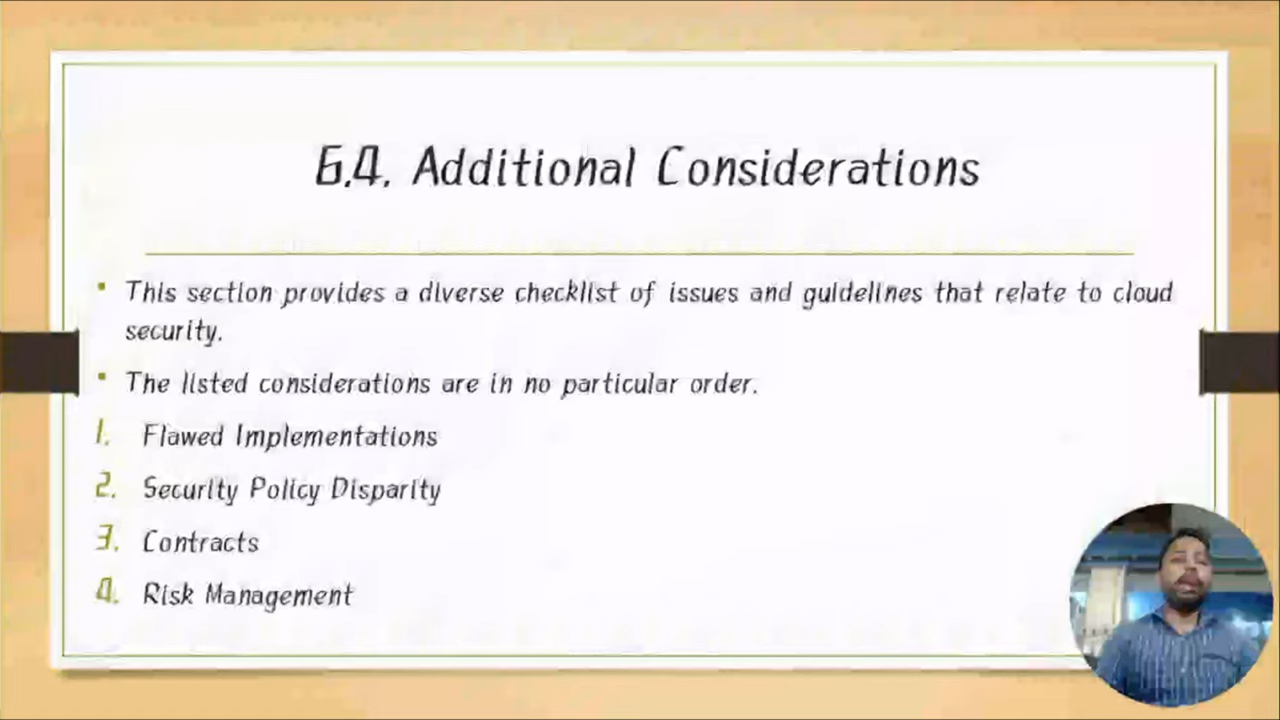 6.4. Additional Considerations
• This section provides a diverse checklist of issues and guidelines that relate to cloud
security.
• The listed considerations are in no particular order.
1. Flawed Implementations
2. Security Policy Disparity
3. Contracts
4. Risk Management